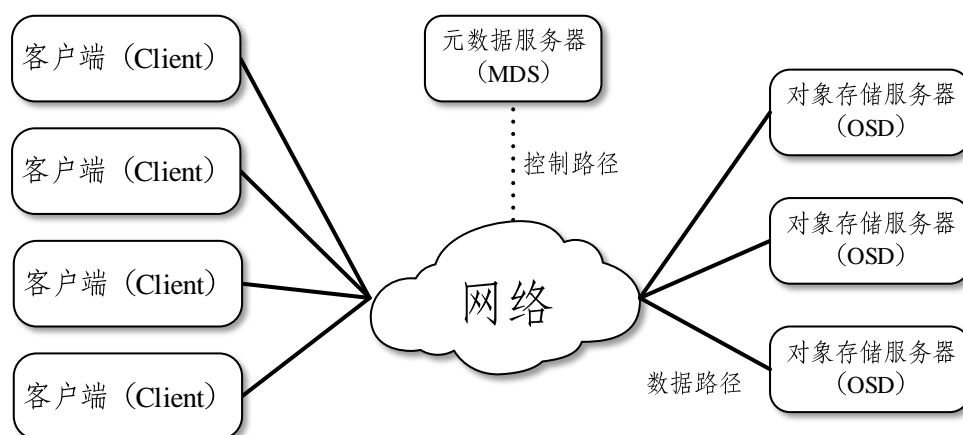 客户端（Client）
客户端（Client）
客户端（Client）
客户端（Client）
元数据服务器
（MDS）
控制路径
网络
对象存储服务器
（OSD）
对象存储服务器
（OSD）
对象存储服务器
（OSD）
数据路径